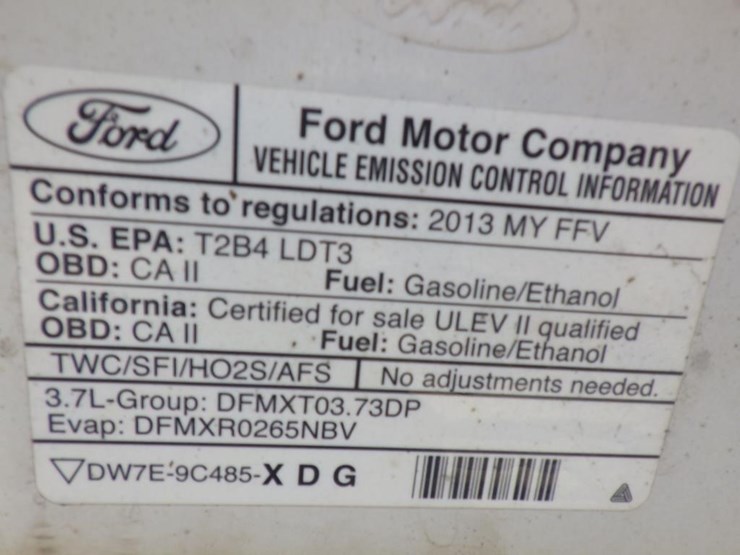 Ford
Ford Motor Company
VEHICLE EMISSION CONTROL INFORMATION
Conforms to regulations: 2013 MY FFV
U.S. EPA: T2B4 LDT3
OBD: CA II Fuel: Gasoline/Ethanol
California: Certified for sale ULEV II qualified
OBD: CA II Fuel: Gasoline/Ethanol
TWC/SFI/HO2S/AFS No adjustments needed.
3.7L-Group: DFMXT03.73DP
Evap: DFMXR0265NBV
DW7E-9C485-X D G